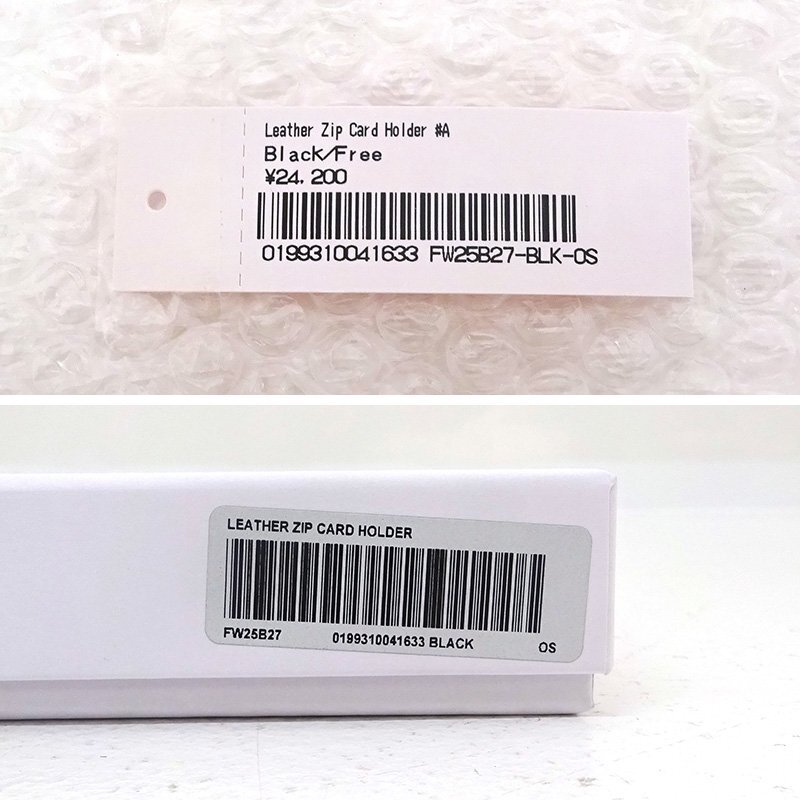 Leather Zip Card Holder #A
Black/Free
¥24,200
0199310041633 FW25B27-BLK-OS
LEATHER ZIP CARD HOLDER
FW25B27 0199310041633 BLACK OS